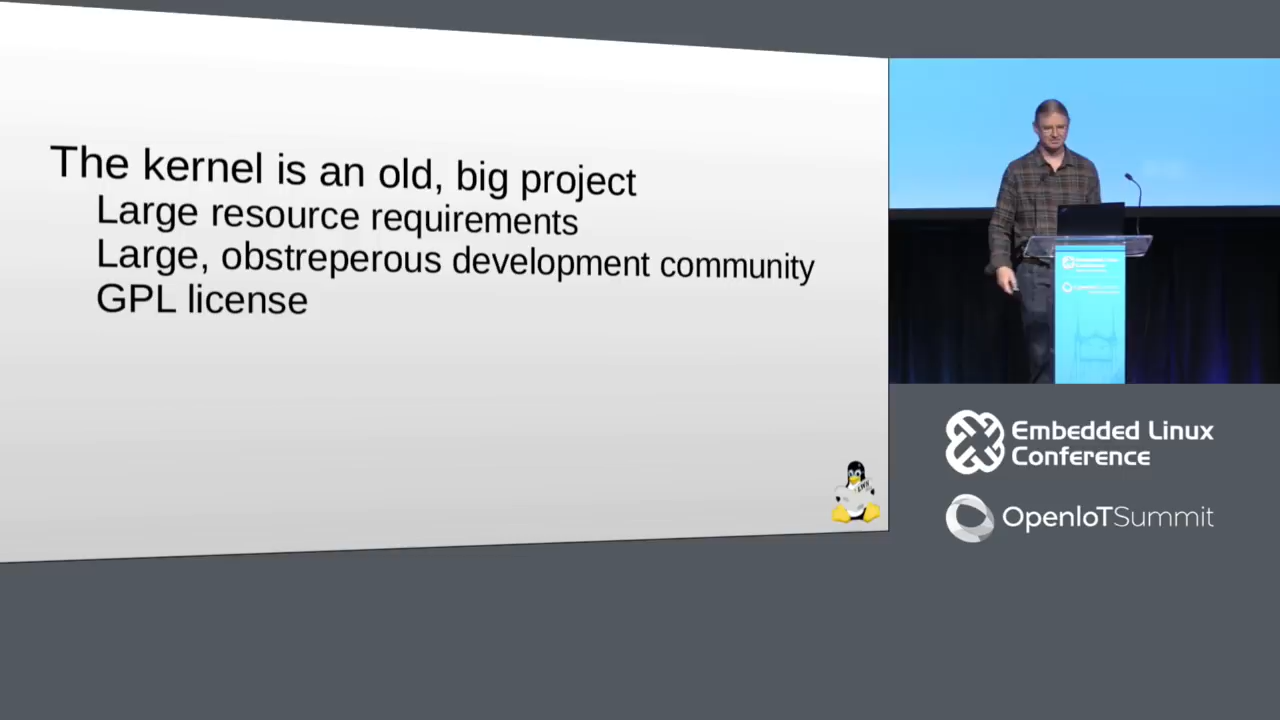 The kernel is an old, big project
Large resource requirements
Large, obstreperous development community
GPL license
LWN
Embedded Linux
Conference
OpenIoTSummit